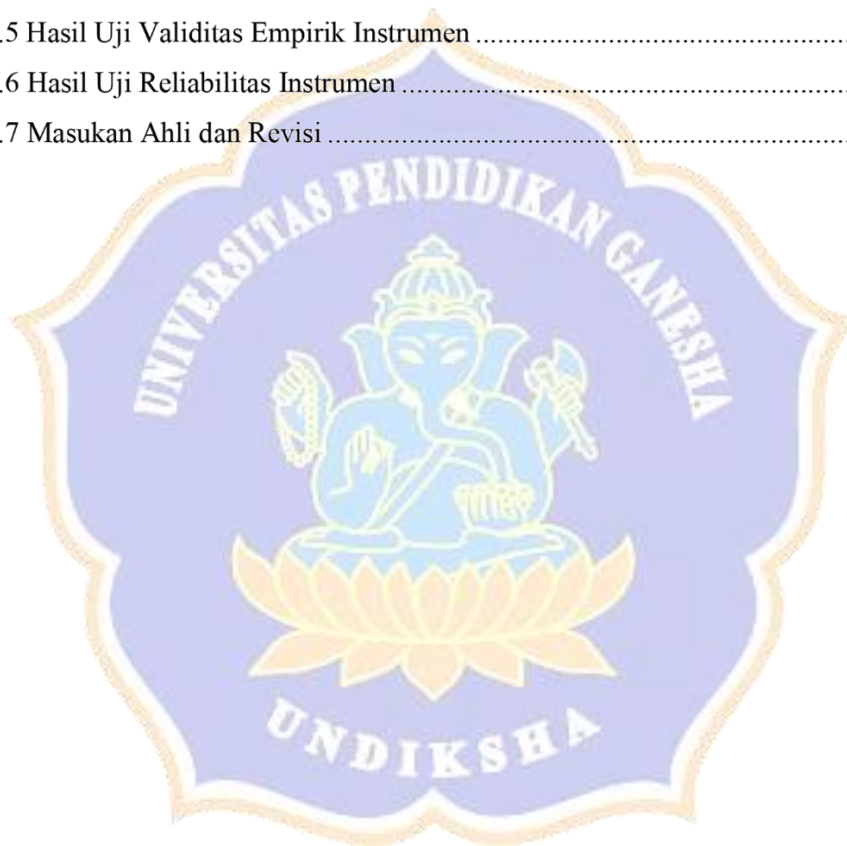 .5 Hasil Uji Validitas Empirik Instrumen ..................................................
.6 Hasil Uji Reliabilitas Instrumen ............................................................
.7 Masukan Ahli dan Revisi ......................................................................
UNIVERSITAS PENDIDIKAN GANESHA
UNDIKSHA